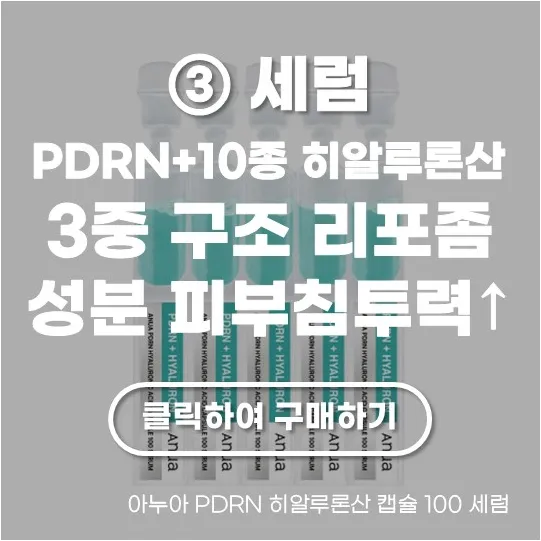 ③ 세럼
PDRN+10종 히알루론산
3중 구조 리포좀
성분 피부침투력↑
클릭하여 구매하기
아누아 PDRN 히알루론산 캡슐 100 세럼